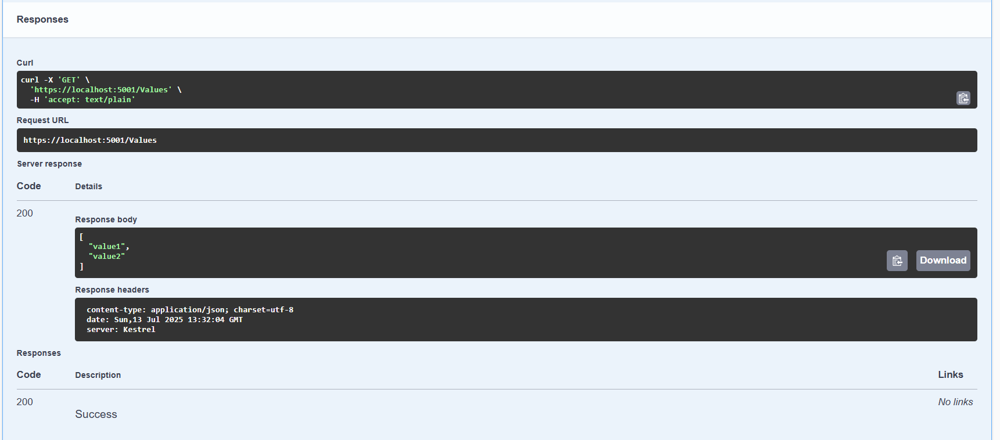 Responses
Curl
curl -X 'GET' \
  'https://localhost:5001/Values' \
  -H 'accept: text/plain'
Request URL
https://localhost:5001/Values
Server response
Code Details
200
Response body
[
  "value1",
  "value2"
]
Download
Response headers
content-type: application/json; charset=utf-8
date: Sun,13 Jul 2025 13:32:04 GMT
server: Kestrel
Responses
Code Description Links
200 No links
Success